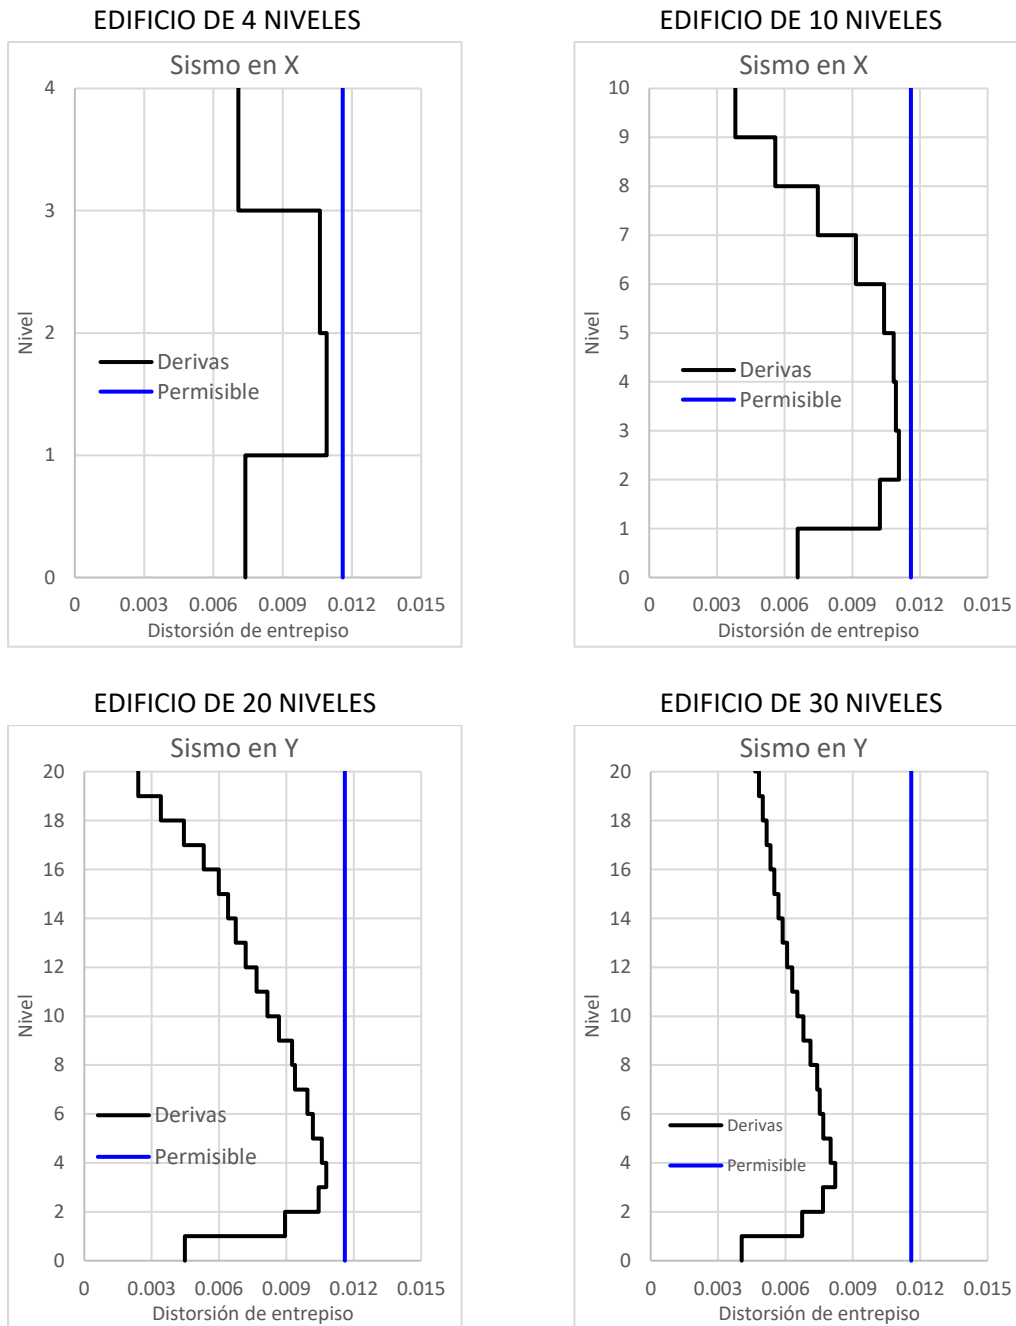 EDIFICIO DE 4 NIVELES
Sismo en X
4
3
2
1
0
Nivel
Derivas
Permisible
0 0.003 0.006 0.009 0.012 0.015
Distorsión de entrepiso
EDIFICIO DE 10 NIVELES
Sismo en X
10
9
8
7
6
5
4
3
2
1
0
Nivel
Derivas
Permisible
0 0.003 0.006 0.009 0.012 0.015
Distorsión de entrepiso
EDIFICIO DE 20 NIVELES
Sismo en Y
20
18
16
14
12
10
8
6
4
2
0
Nivel
Derivas
Permisible
0 0.003 0.006 0.009 0.012 0.015
Distorsión de entrepiso
EDIFICIO DE 30 NIVELES
Sismo en Y
20
18
16
14
12
10
8
6
4
2
0
Nivel
Derivas
Permisible
0 0.003 0.006 0.009 0.012 0.015
Distorsión de entrepiso